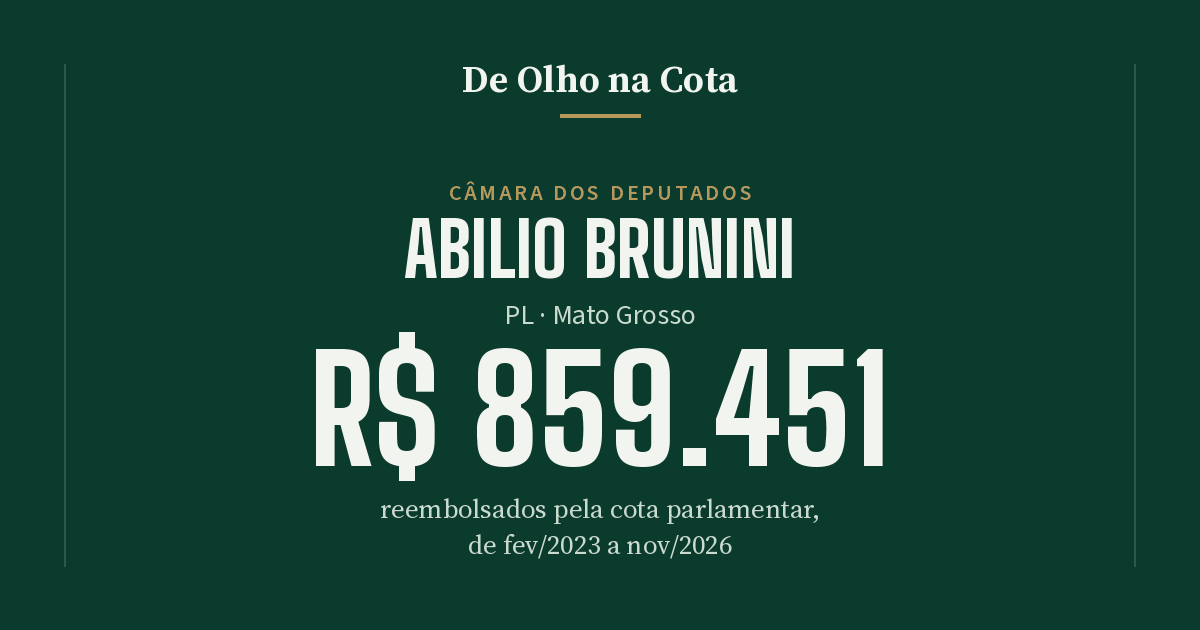 De Olho na Cota
CÂMARA DOS DEPUTADOS
ABILIO BRUNINI
PL · Mato Grosso
R$ 859.451
reembolsados pela cota parlamentar,
de fev/2023 a nov/2026